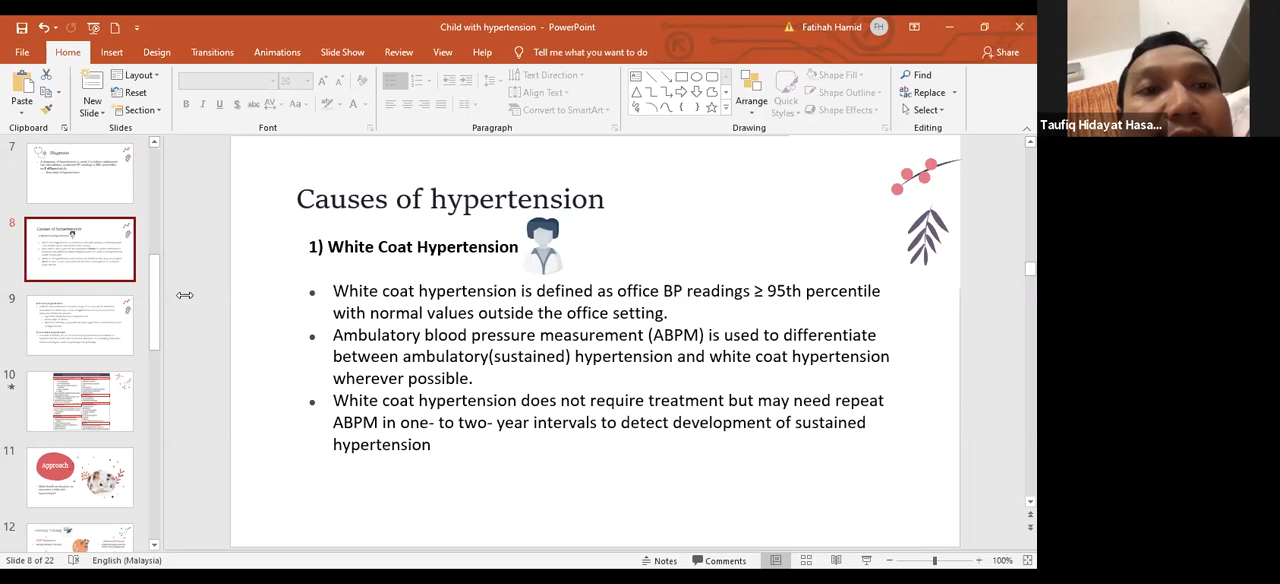 Child with hypertension - PowerPoint
Fatihah Hamid
FH
File Home Insert Design Transitions Animations Slide Show Review View Help Tell me what you want to do Share
Paste
New
Slide
Layout
Reset
Section
20
Text Direction
Align Text
Convert to SmartArt
Arrange
Quick
Styles
Shape Fill
Shape Outline
Shape Effects
Find
Replace
Select
Clipboard Slides Font Paragraph Drawing Editing
Taufiq Hidayat Hasa...
7
Diagnosis
8
Causes of hypertension
9
10
11
Approach
12
Causes of hypertension
1) White Coat Hypertension
• White coat hypertension is defined as office BP readings ≥ 95th percentile
with normal values outside the office setting.
• Ambulatory blood pressure measurement (ABPM) is used to differentiate
between ambulatory(sustained) hypertension and white coat hypertension
wherever possible.
• White coat hypertension does not require treatment but may need repeat
ABPM in one- to two- year intervals to detect development of sustained
hypertension
Slide 8 of 22 English (Malaysia) Notes Comments 100%